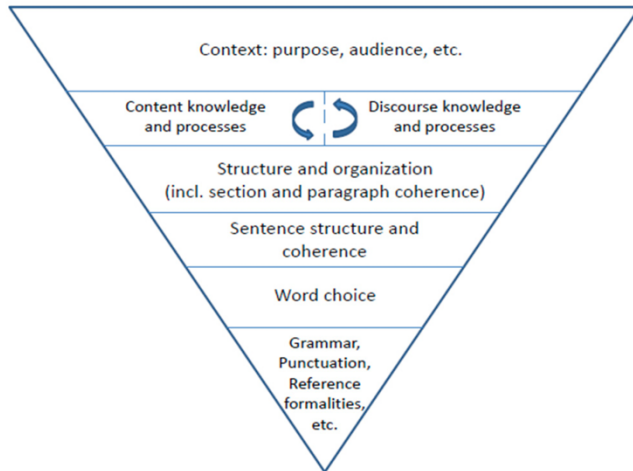 Context: purpose, audience, etc.
Content knowledge
and processes
Discourse knowledge
and processes
Structure and organization
(incl. section and paragraph coherence)
Sentence structure and
coherence
Word choice
Grammar,
Punctuation,
Reference
formalities,
etc.